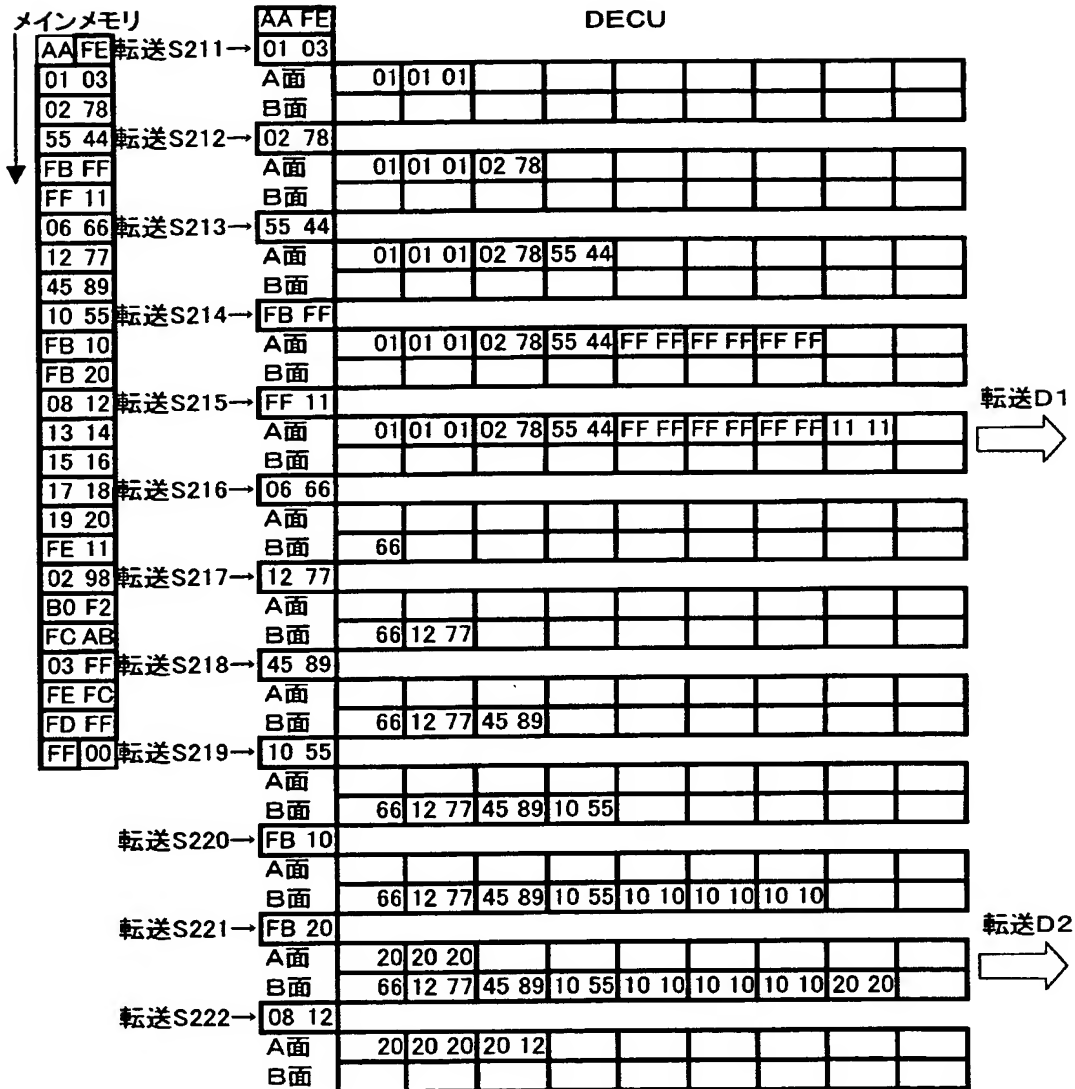 メインメモリ
AA FE
01 03
02 78
55 44
FB FF
FF 11
06 66
12 77
45 89
10 55
FB 10
FB 20
08 12
13 14
15 16
17 18
19 20
FE 11
02 98
B0 F2
FC AB
03 FF
FE FC
FD FF
FF 00
DECU
AA FE
転送S211→ 01 03
A面 01 01 01
B面
転送S212→ 02 78
A面 01 01 01 02 78
B面
転送S213→ 55 44
A面 01 01 01 02 78 55 44
B面
転送S214→ FB FF
A面 01 01 01 02 78 55 44 FF FF FF FF FF FF
B面
転送S215→ FF 11
A面 01 01 01 02 78 55 44 FF FF FF FF FF FF 11 11
B面
転送D1
転送S216→ 06 66
A面
B面 66
転送S217→ 12 77
A面
B面 66 12 77
転送S218→ 45 89
A面
B面 66 12 77 45 89
転送S219→ 10 55
A面
B面 66 12 77 45 89 10 55
転送S220→ FB 10
A面
B面 66 12 77 45 89 10 55 10 10 10 10 10 10
転送S221→ FB 20
A面 20 20 20
B面 66 12 77 45 89 10 55 10 10 10 10 10 10 20 20
転送D2
転送S222→ 08 12
A面 20 20 20 20 12
B面